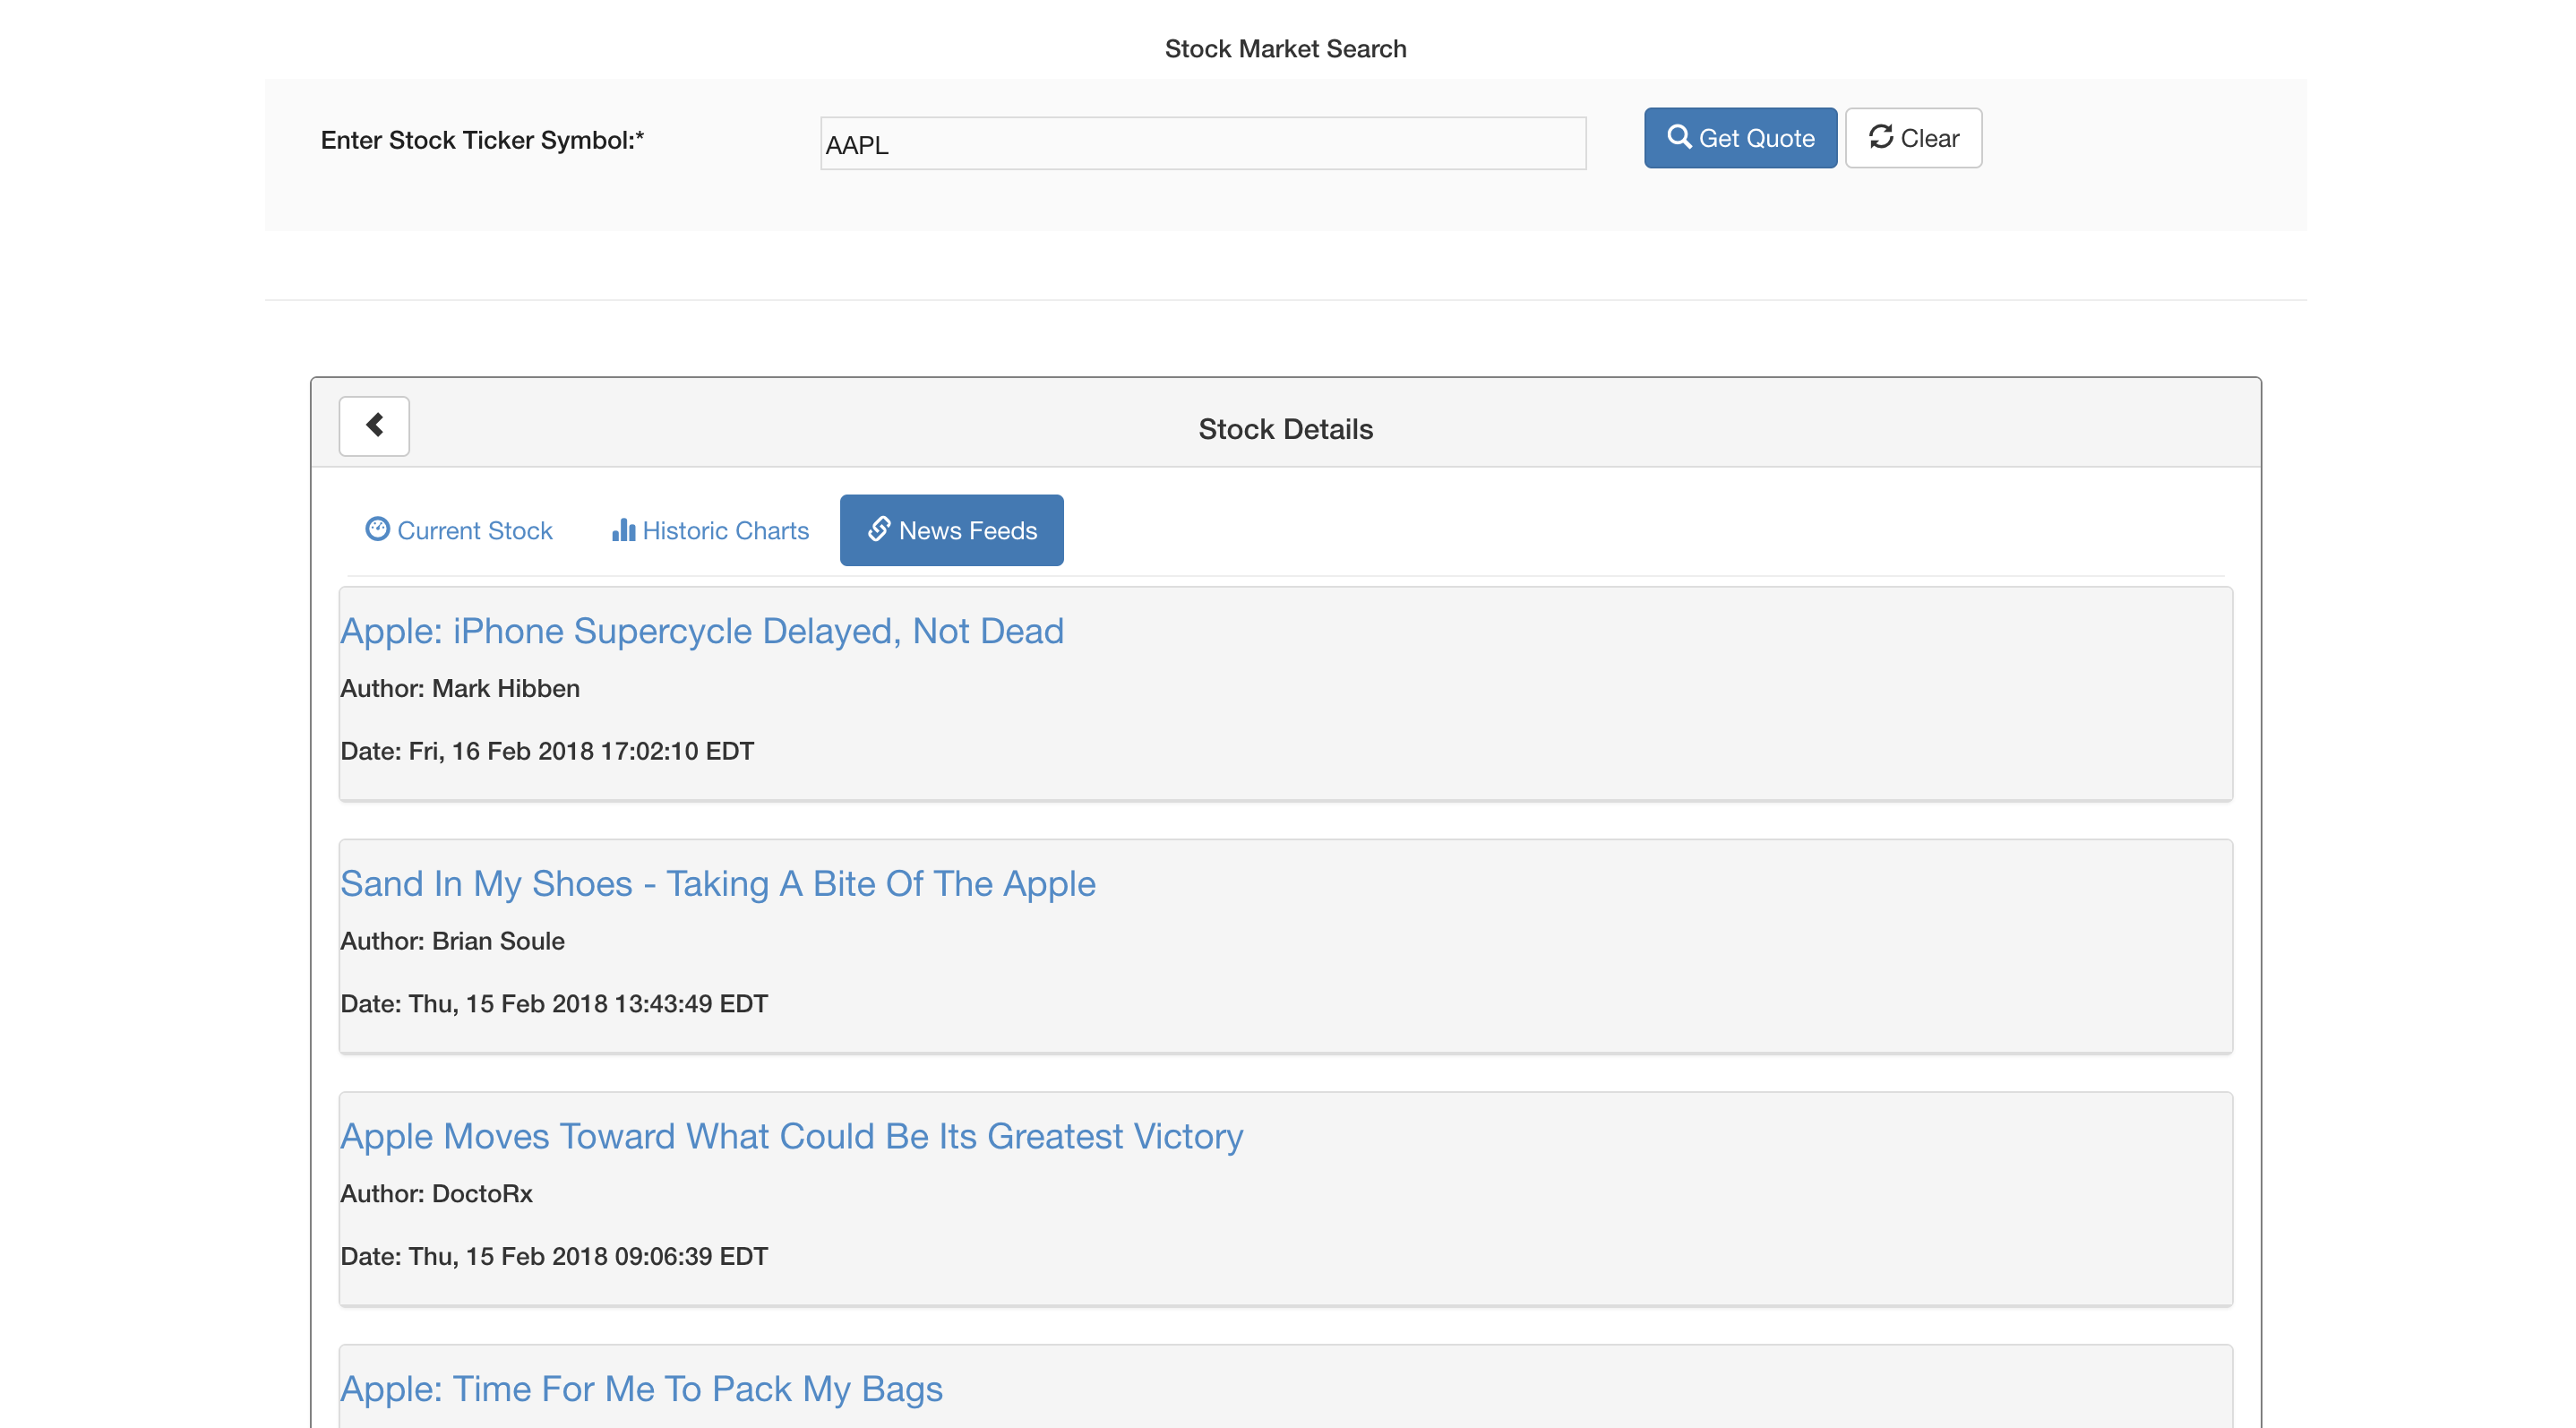 Stock Market Search
Enter Stock Ticker Symbol:*
AAPL
Get Quote
Clear
Stock Details
Current Stock
Historic Charts
News Feeds
Apple: iPhone Supercycle Delayed, Not Dead
Author: Mark Hibben
Date: Fri, 16 Feb 2018 17:02:10 EDT
Sand In My Shoes - Taking A Bite Of The Apple
Author: Brian Soule
Date: Thu, 15 Feb 2018 13:43:49 EDT
Apple Moves Toward What Could Be Its Greatest Victory
Author: DoctoRx
Date: Thu, 15 Feb 2018 09:06:39 EDT
Apple: Time For Me To Pack My Bags